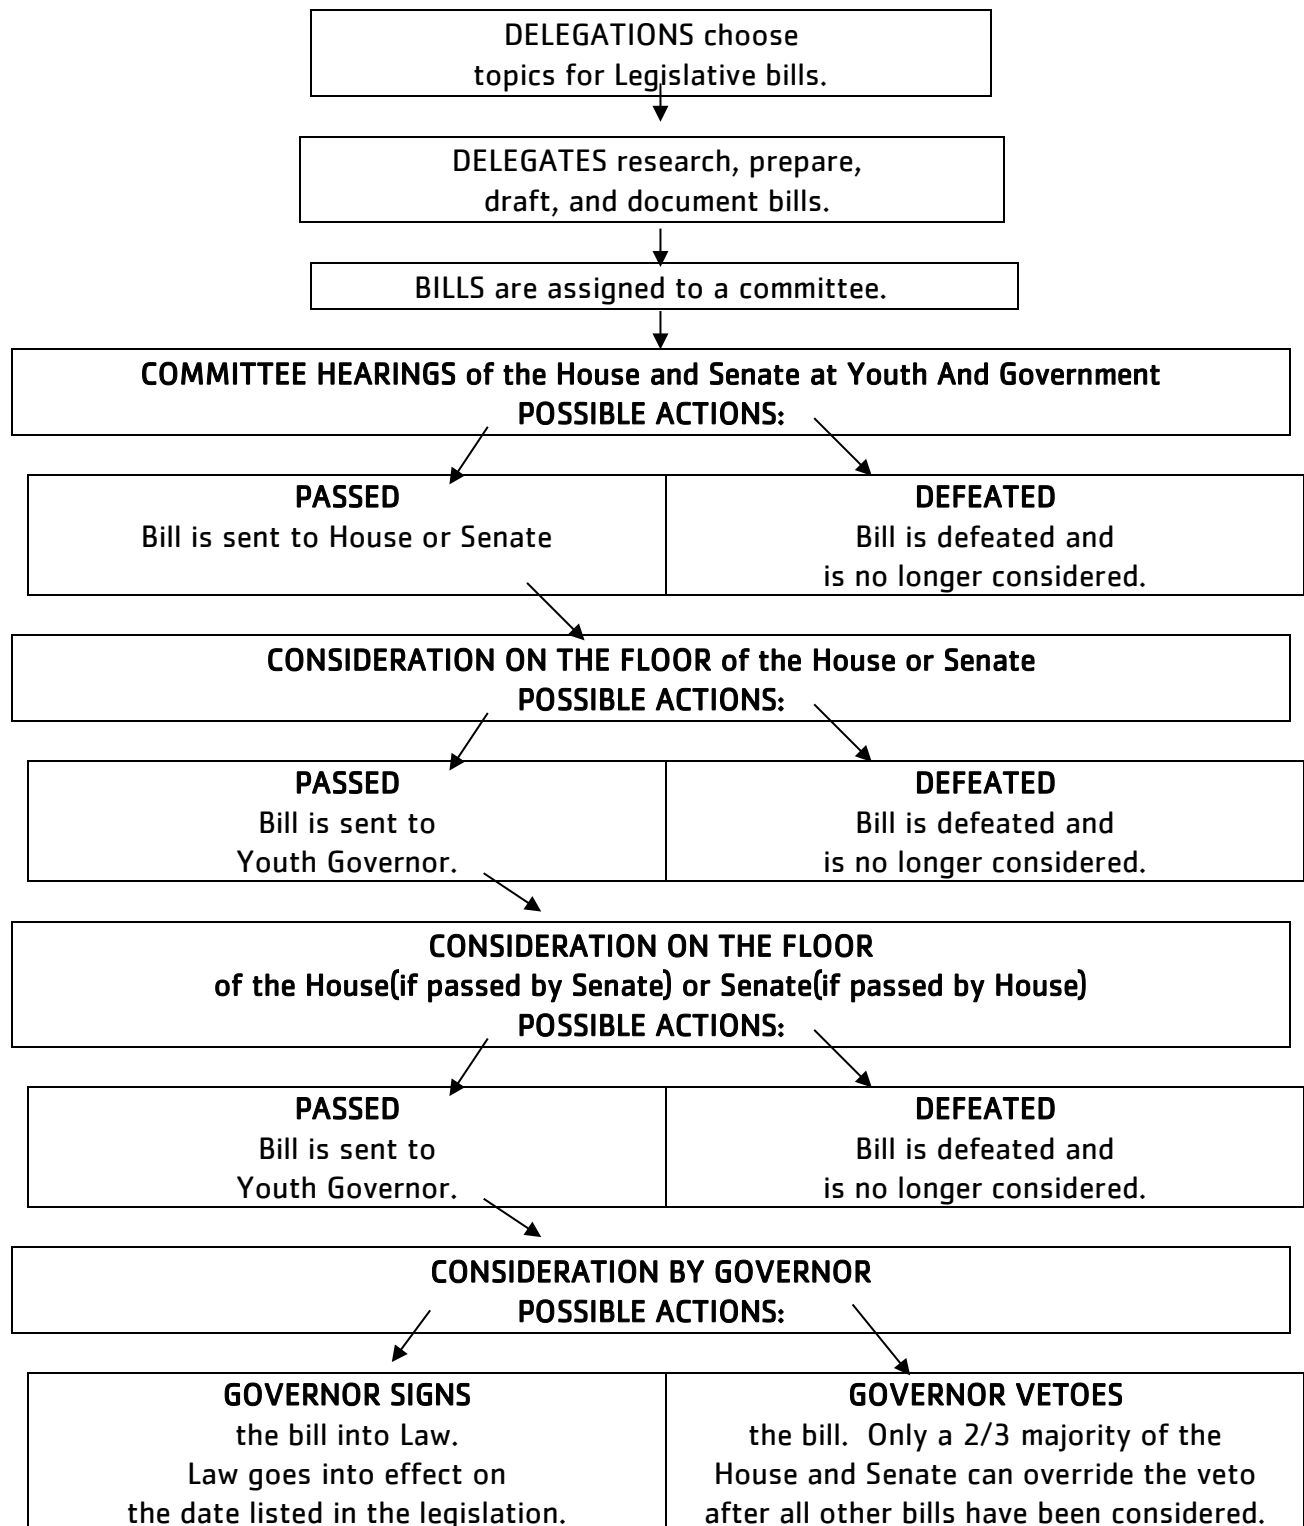 DELEGATIONS choose
topics for Legislative bills.
DELEGATES research, prepare,
draft, and document bills.
BILLS are assigned to a committee.
COMMITTEE HEARINGS of the House and Senate at Youth And Government
POSSIBLE ACTIONS:
PASSED
Bill is sent to House or Senate
DEFEATED
Bill is defeated and
is no longer considered.
CONSIDERATION ON THE FLOOR of the House or Senate
POSSIBLE ACTIONS:
PASSED
Bill is sent to
Youth Governor.
DEFEATED
Bill is defeated and
is no longer considered.
CONSIDERATION ON THE FLOOR
of the House(if passed by Senate) or Senate(if passed by House)
POSSIBLE ACTIONS:
PASSED
Bill is sent to
Youth Governor.
DEFEATED
Bill is defeated and
is no longer considered.
CONSIDERATION BY GOVERNOR
POSSIBLE ACTIONS:
GOVERNOR SIGNS
the bill into Law.
Law goes into effect on
the date listed in the legislation.
GOVERNOR VETOES
the bill.  Only a 2/3 majority of the
House and Senate can override the veto
after all other bills have been considered.